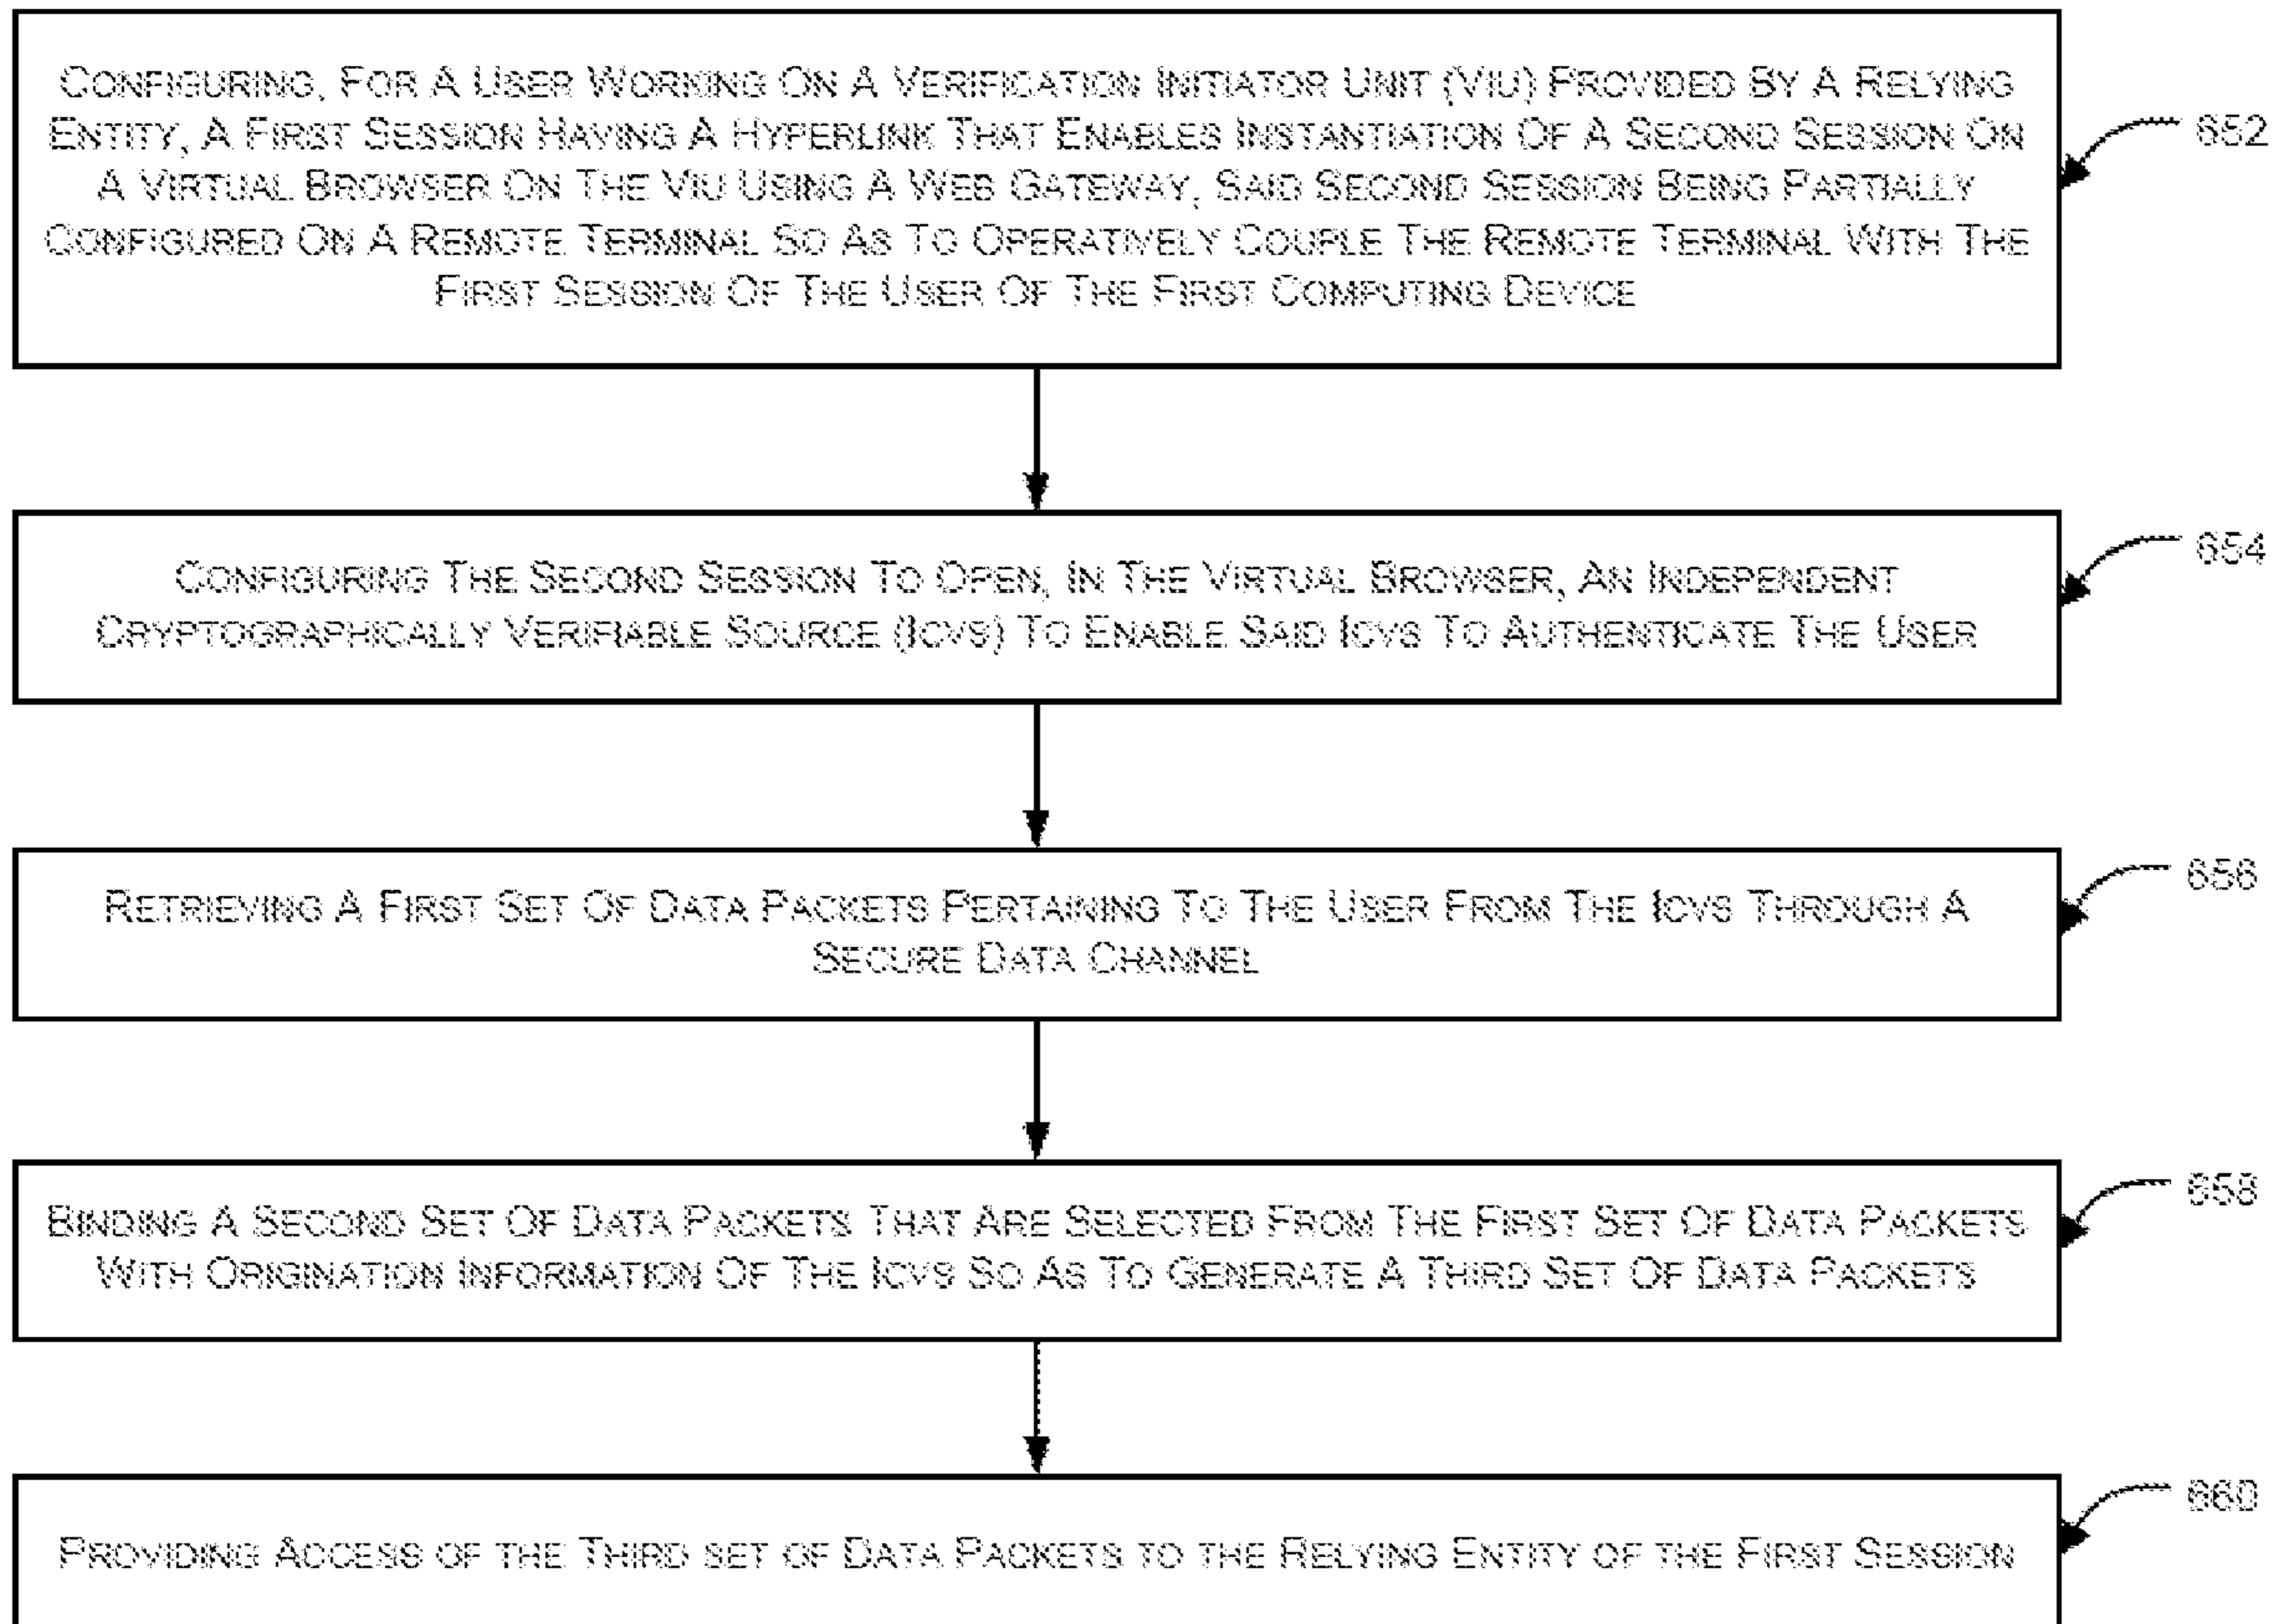 CONFIGURING, FOR A USER WORKING ON A VERIFICATION INITIATOR UNIT (VIU) PROVIDED BY A RELYING
ENTITY, A FIRST SESSION HAVING A HYPERLINK THAT ENABLES INSTANTIATION OF A SECOND SESSION ON
A VIRTUAL BROWSER ON THE VIU USING A WEB GATEWAY, SAID SECOND SESSION BEING PARTIALLY
CONFIGURED ON A REMOTE TERMINAL SO AS TO OPERATIVELY COUPLE THE REMOTE TERMINAL WITH THE
FIRST SESSION OF THE USER OF THE FIRST COMPUTING DEVICE
652
CONFIGURING THE SECOND SESSION TO OPEN, IN THE VIRTUAL BROWSER, AN INDEPENDENT
CRYPTOGRAPHICALLY VERIFIABLE SOURCE (ICVS) TO ENABLE SAID ICVS TO AUTHENTICATE THE USER
654
RETRIEVING A FIRST SET OF DATA PACKETS PERTAINING TO THE USER FROM THE ICVS THROUGH A
SECURE DATA CHANNEL
656
BINDING A SECOND SET OF DATA PACKETS THAT ARE SELECTED FROM THE FIRST SET OF DATA PACKETS
WITH ORIGINATION INFORMATION OF THE ICVS SO AS TO GENERATE A THIRD SET OF DATA PACKETS
658
PROVIDING ACCESS OF THE THIRD SET OF DATA PACKETS TO THE RELYING ENTITY OF THE FIRST SESSION
660